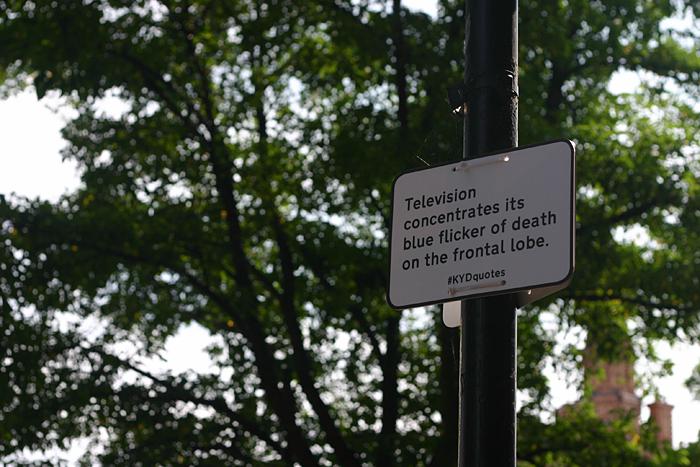 Television
concentrates its
blue flicker of death
on the frontal lobe.
#KYDquotes